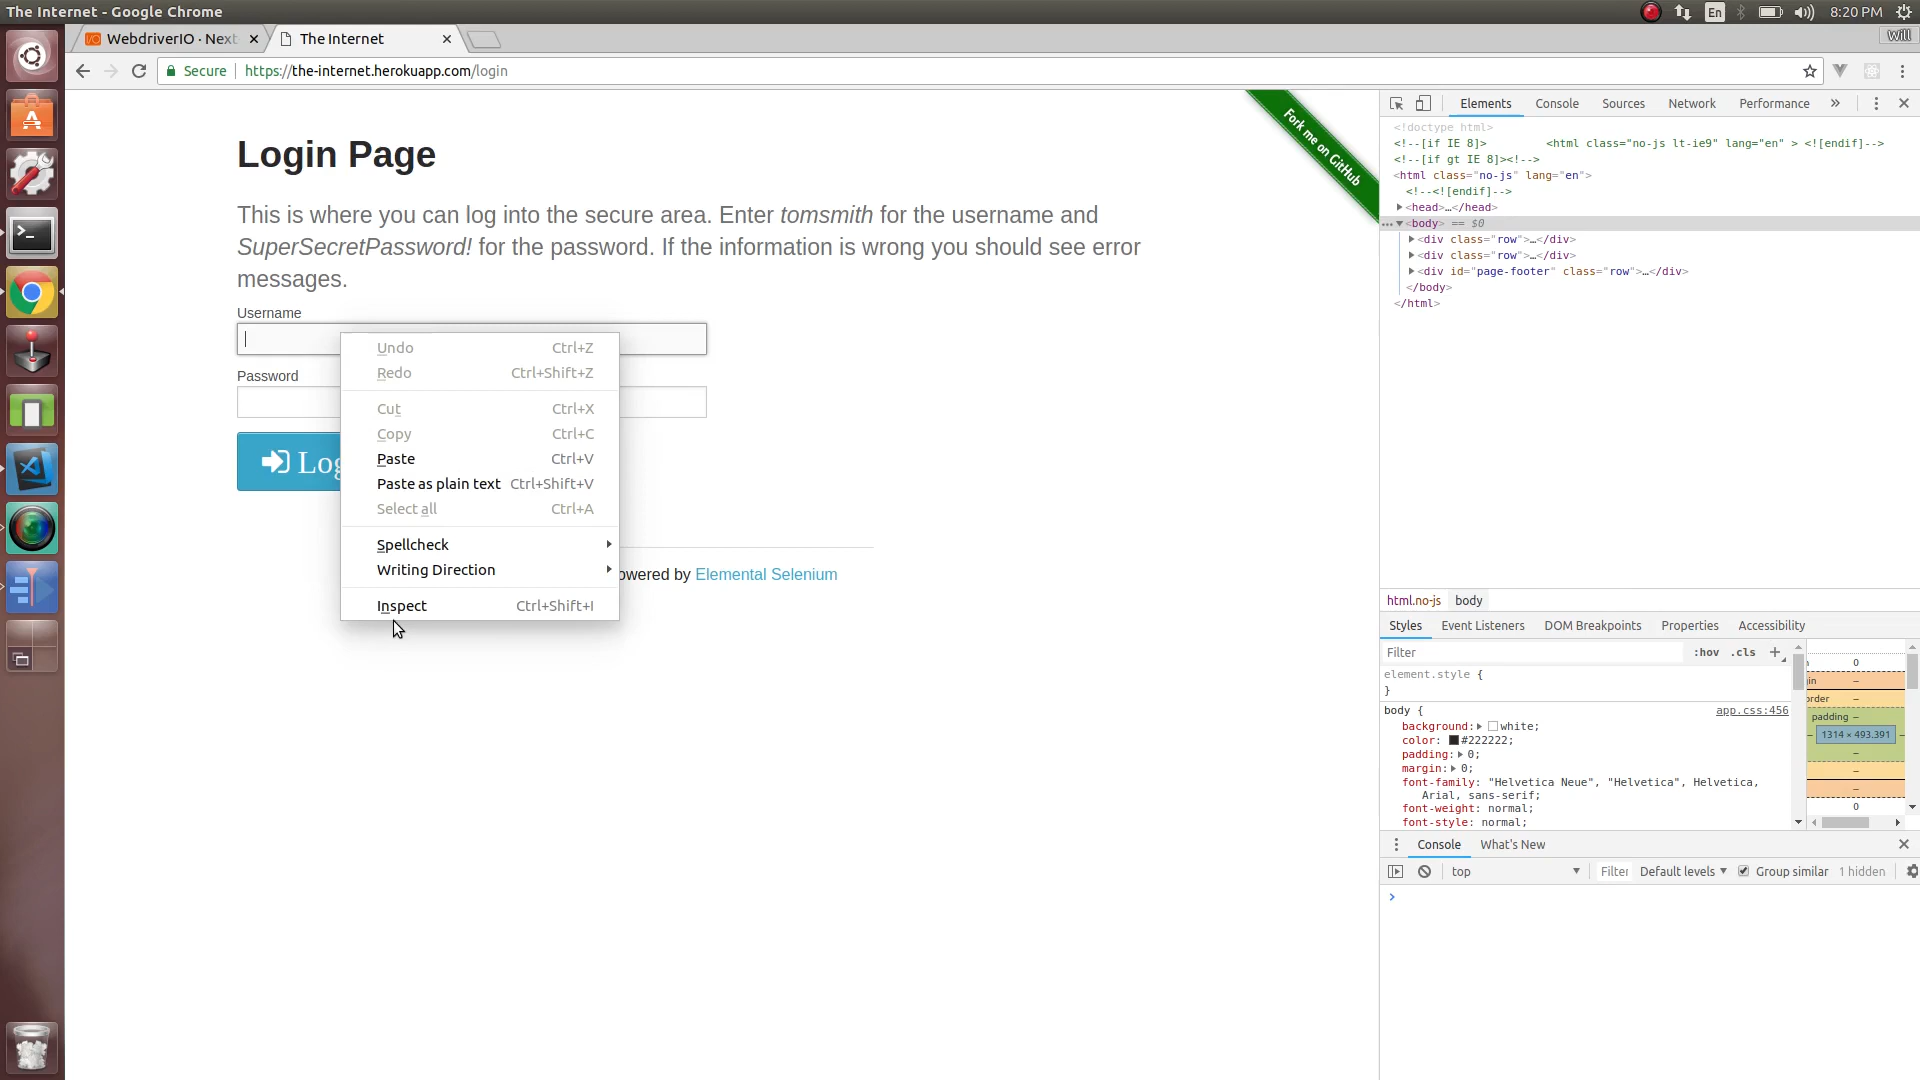 The Internet - Google Chrome
En
8:20 PM
WebdriverIO · Next
The Internet
Will
Secure
https://the-internet.herokuapp.com/login
Login Page
This is where you can log into the secure area. Enter tomsmith for the username and
SuperSecretPassword! for the password. If the information is wrong you should see error
messages.
Username
Password
Log
Fork me on GitHub
Undo Ctrl+Z
Redo Ctrl+Shift+Z
Cut Ctrl+X
Copy Ctrl+C
Paste Ctrl+V
Paste as plain text Ctrl+Shift+V
Select all Ctrl+A
Spellcheck
Writing Direction
Inspect Ctrl+Shift+I
owered by Elemental Selenium
Elements Console Sources Network Performance »
<!doctype html>
<!--[if IE 8]> <html class="no-js lt-ie9" lang="en" > <![endif]-->
<!--[if gt IE 8]><!-->
<html class="no-js" lang="en">
<!--<![endif]-->
<head>…</head>
<body> == $0
<div class="row">…</div>
<div class="row">…</div>
<div id="page-footer" class="row">…</div>
</body>
</html>
html.no-js body
Styles Event Listeners DOM Breakpoints Properties Accessibility
Filter :hov .cls +
element.style {
}
body { app.css:456
background: white;
color: #222222;
padding: 0;
margin: 0;
font-family: "Helvetica Neue", "Helvetica", Helvetica,
Arial, sans-serif;
font-weight: normal;
font-style: normal;
0
in –
order –
padding –
– 1314 × 493.391 –
–
–
–
0
Console What's New
top Filter Default levels Group similar 1 hidden